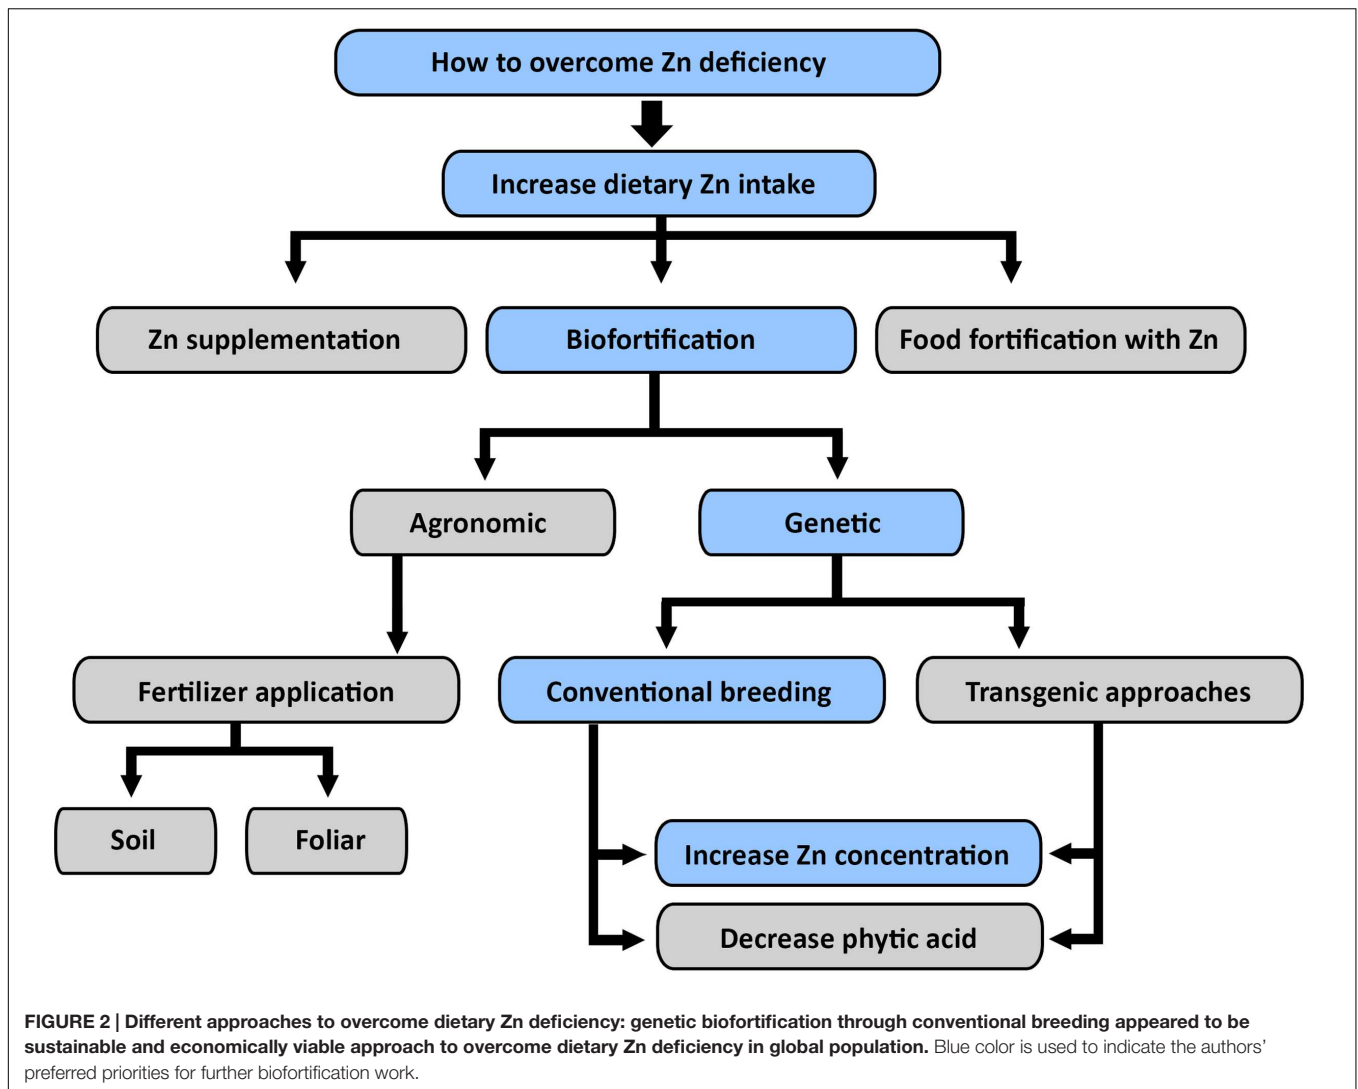 How to overcome Zn deficiency
Increase dietary Zn intake
Zn supplementation
Biofortification
Food fortification with Zn
Agronomic
Genetic
Fertilizer application
Conventional breeding
Transgenic approaches
Soil
Foliar
Increase Zn concentration
Decrease phytic acid
FIGURE 2 | Different approaches to overcome dietary Zn deficiency: genetic biofortification through conventional breeding appeared to be
sustainable and economically viable approach to overcome dietary Zn deficiency in global population. Blue color is used to indicate the authors’
preferred priorities for further biofortification work.